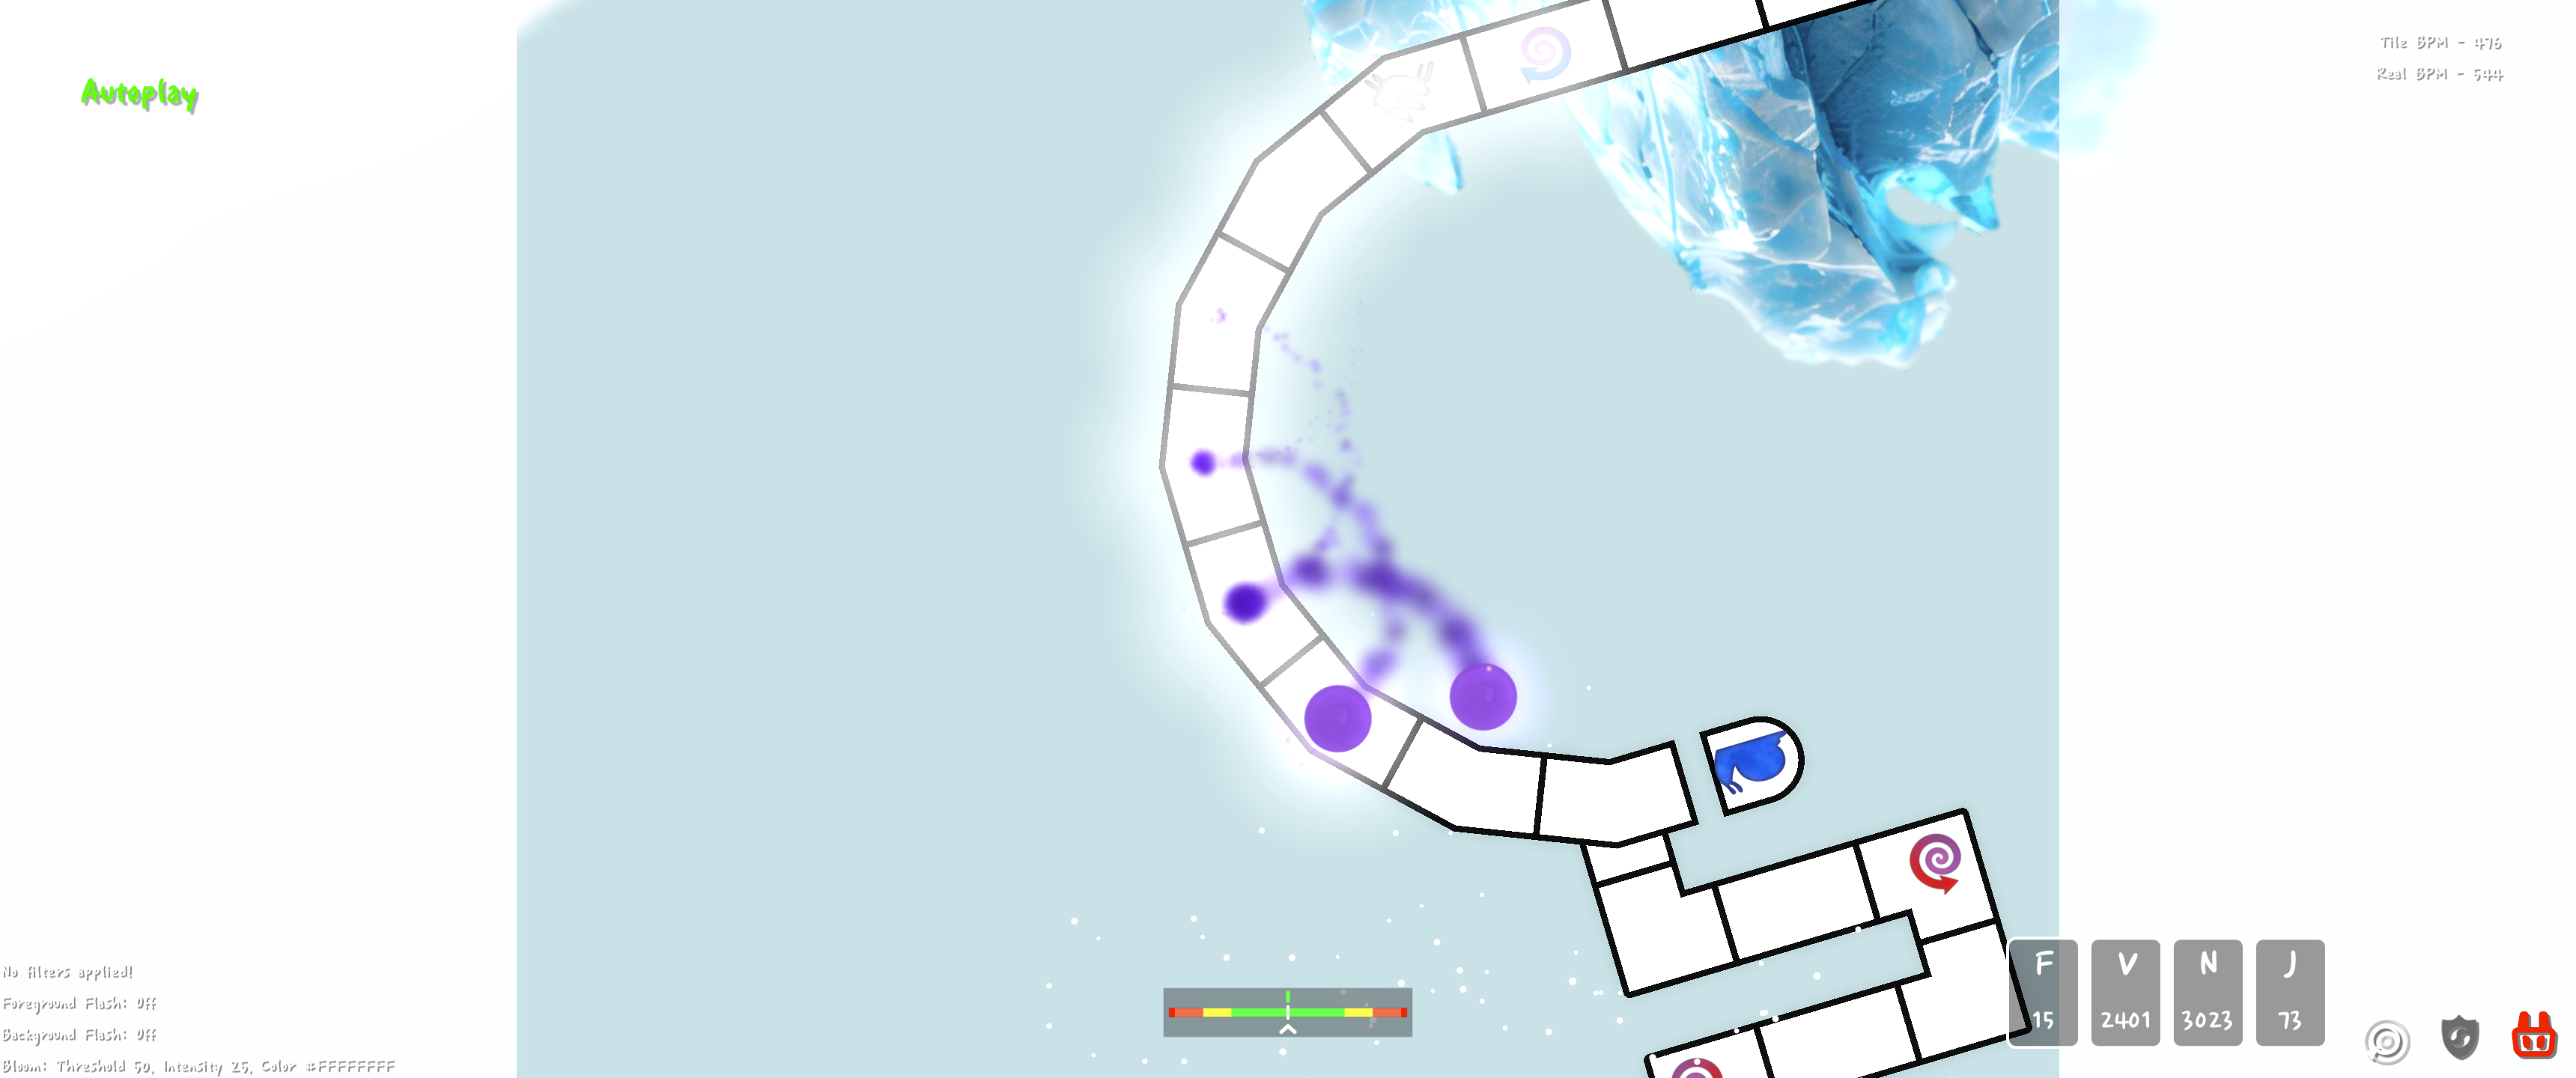 Autoplay
Tile BPM - 476
Real BPM - 544
No filters applied!
Foreground Flash: Off
Background Flash: Off
Bloom: Threshold 50, Intensity 25, Color #FFFFFFFF
F V N J
15 2401 3023 73